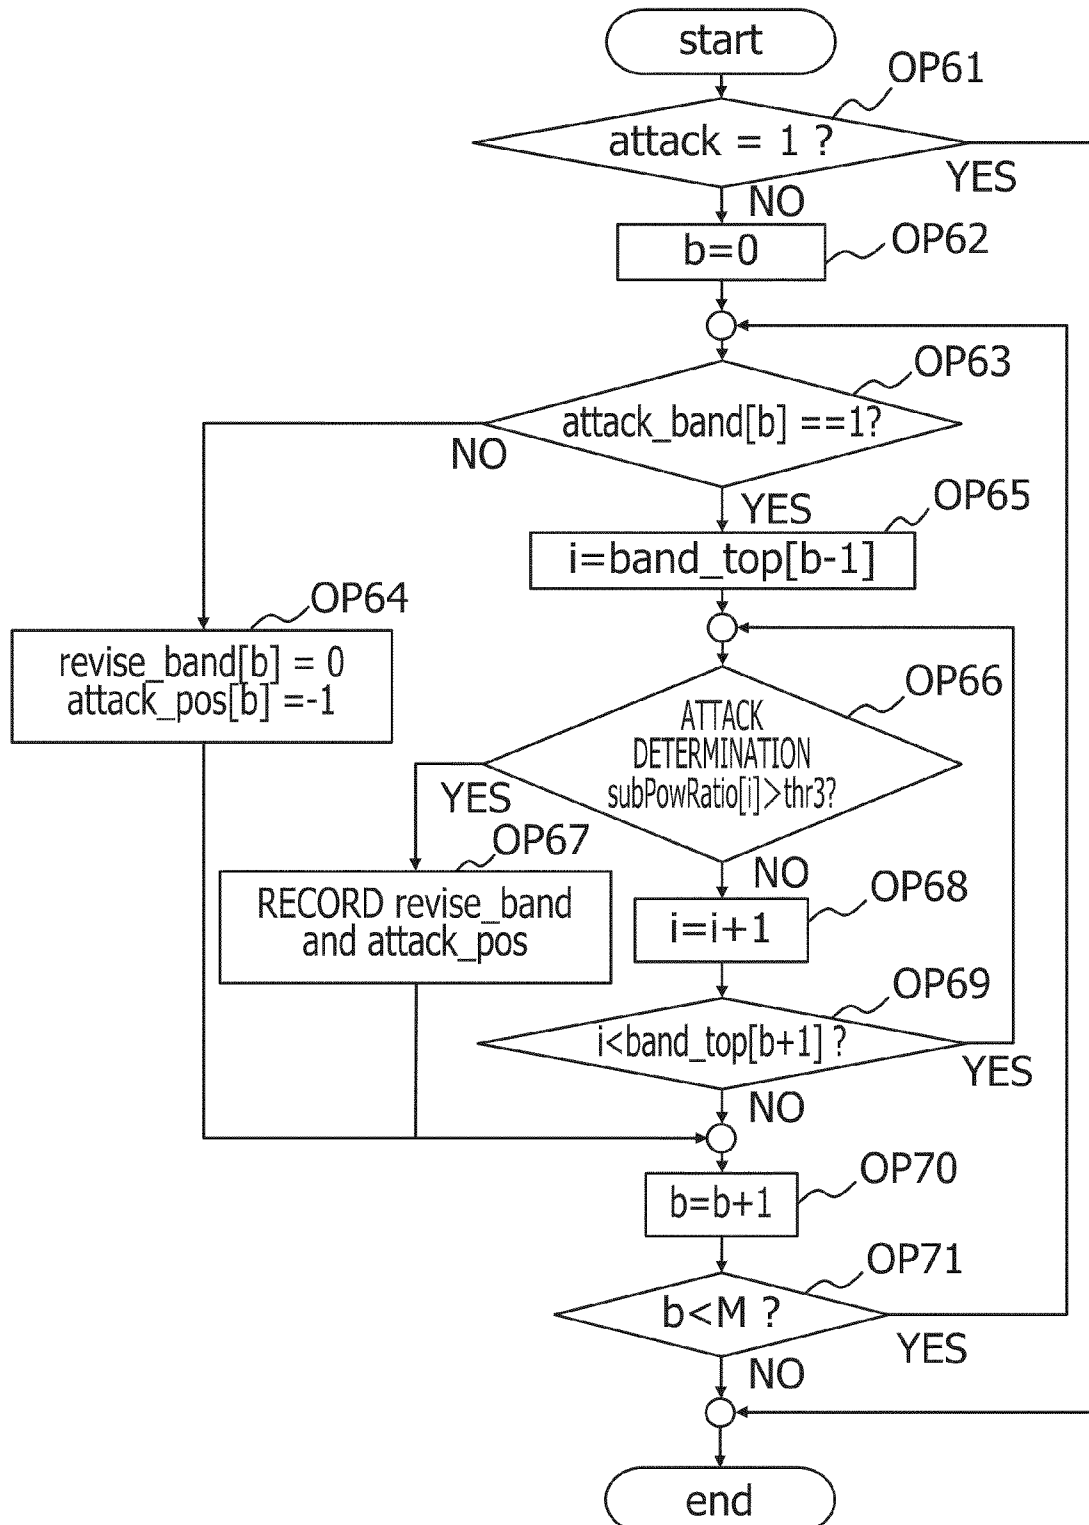 start
OP61
attack = 1 ?
YES
NO
OP62
b=0
OP63
attack_band[b] ==1?
NO
YES
OP65
i=band_top[b-1]
OP64
revise_band[b] = 0
attack_pos[b] =-1
OP66
ATTACK
DETERMINATION
subPowRatio[i]>thr3?
YES
NO
OP67
RECORD revise_band
and attack_pos
OP68
i=i+1
OP69
i<band_top[b+1] ?
YES
NO
OP70
b=b+1
OP71
b<M ?
YES
NO
end